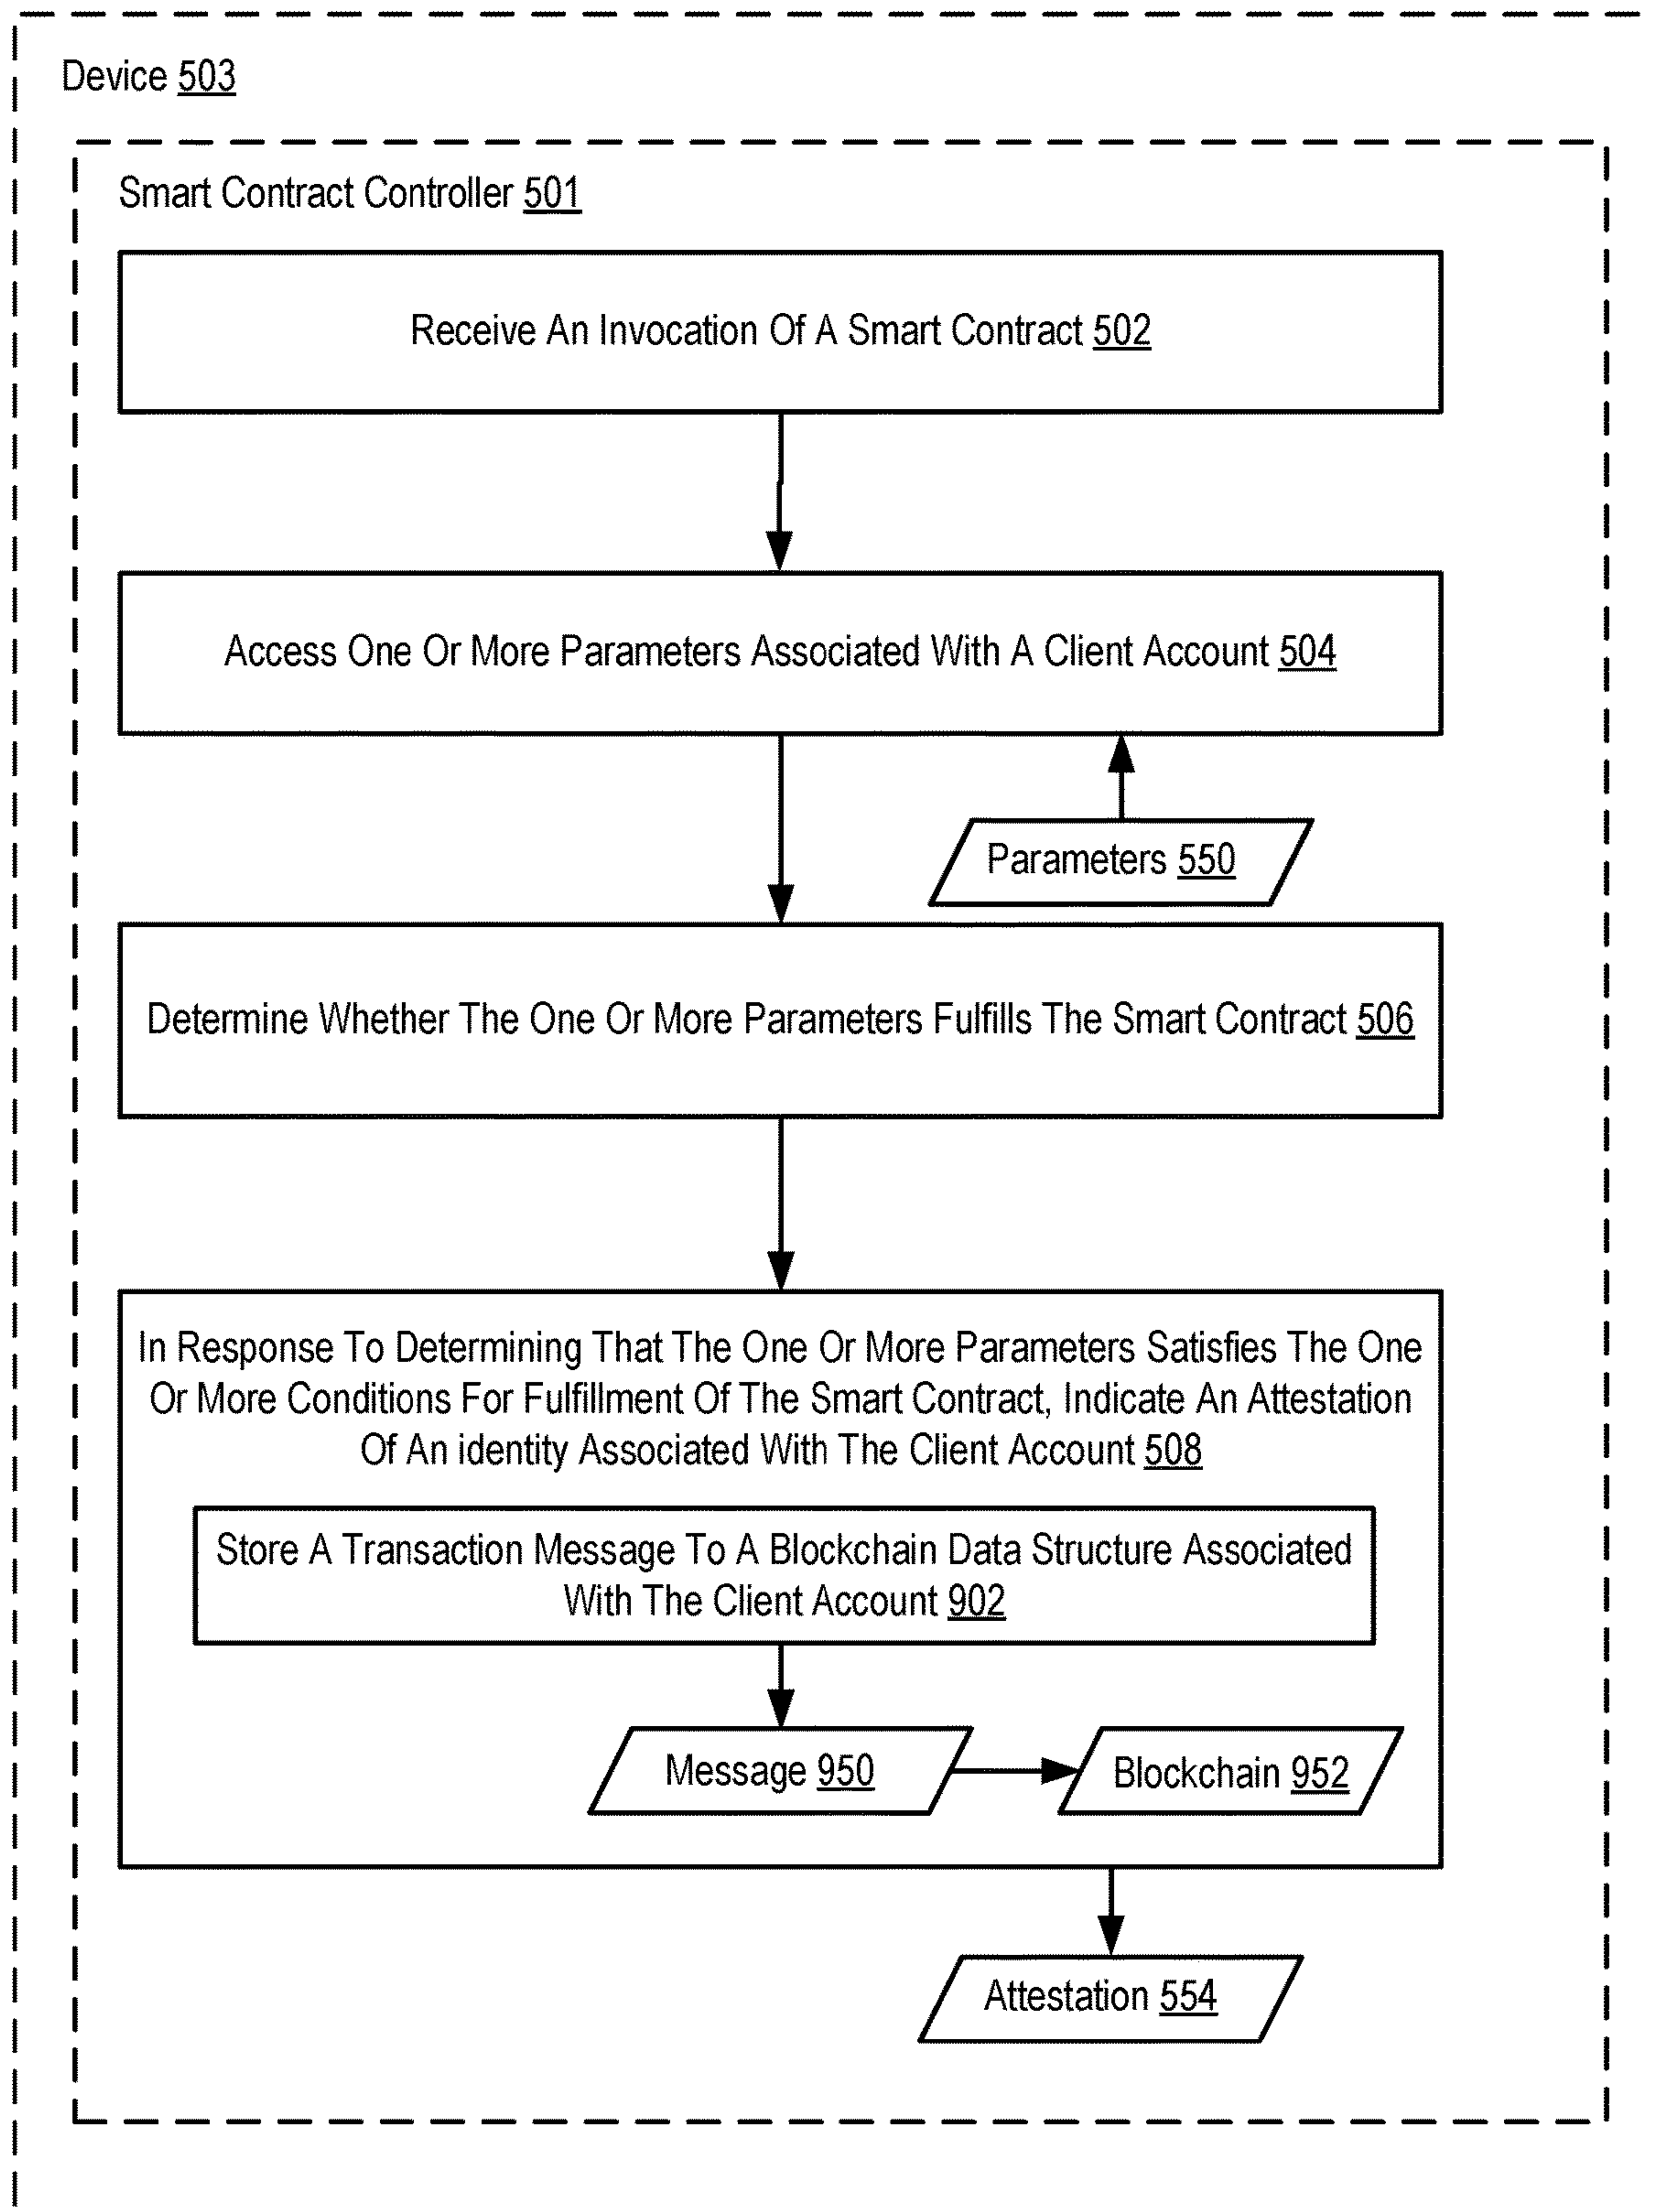 Device 503
Smart Contract Controller 501
Receive An Invocation Of A Smart Contract 502
Access One Or More Parameters Associated With A Client Account 504
Parameters 550
Determine Whether The One Or More Parameters Fulfills The Smart Contract 506
In Response To Determining That The One Or More Parameters Satisfies The One
Or More Conditions For Fulfillment Of The Smart Contract, Indicate An Attestation
Of An identity Associated With The Client Account 508
Store A Transaction Message To A Blockchain Data Structure Associated
With The Client Account 902
Message 950
Blockchain 952
Attestation 554